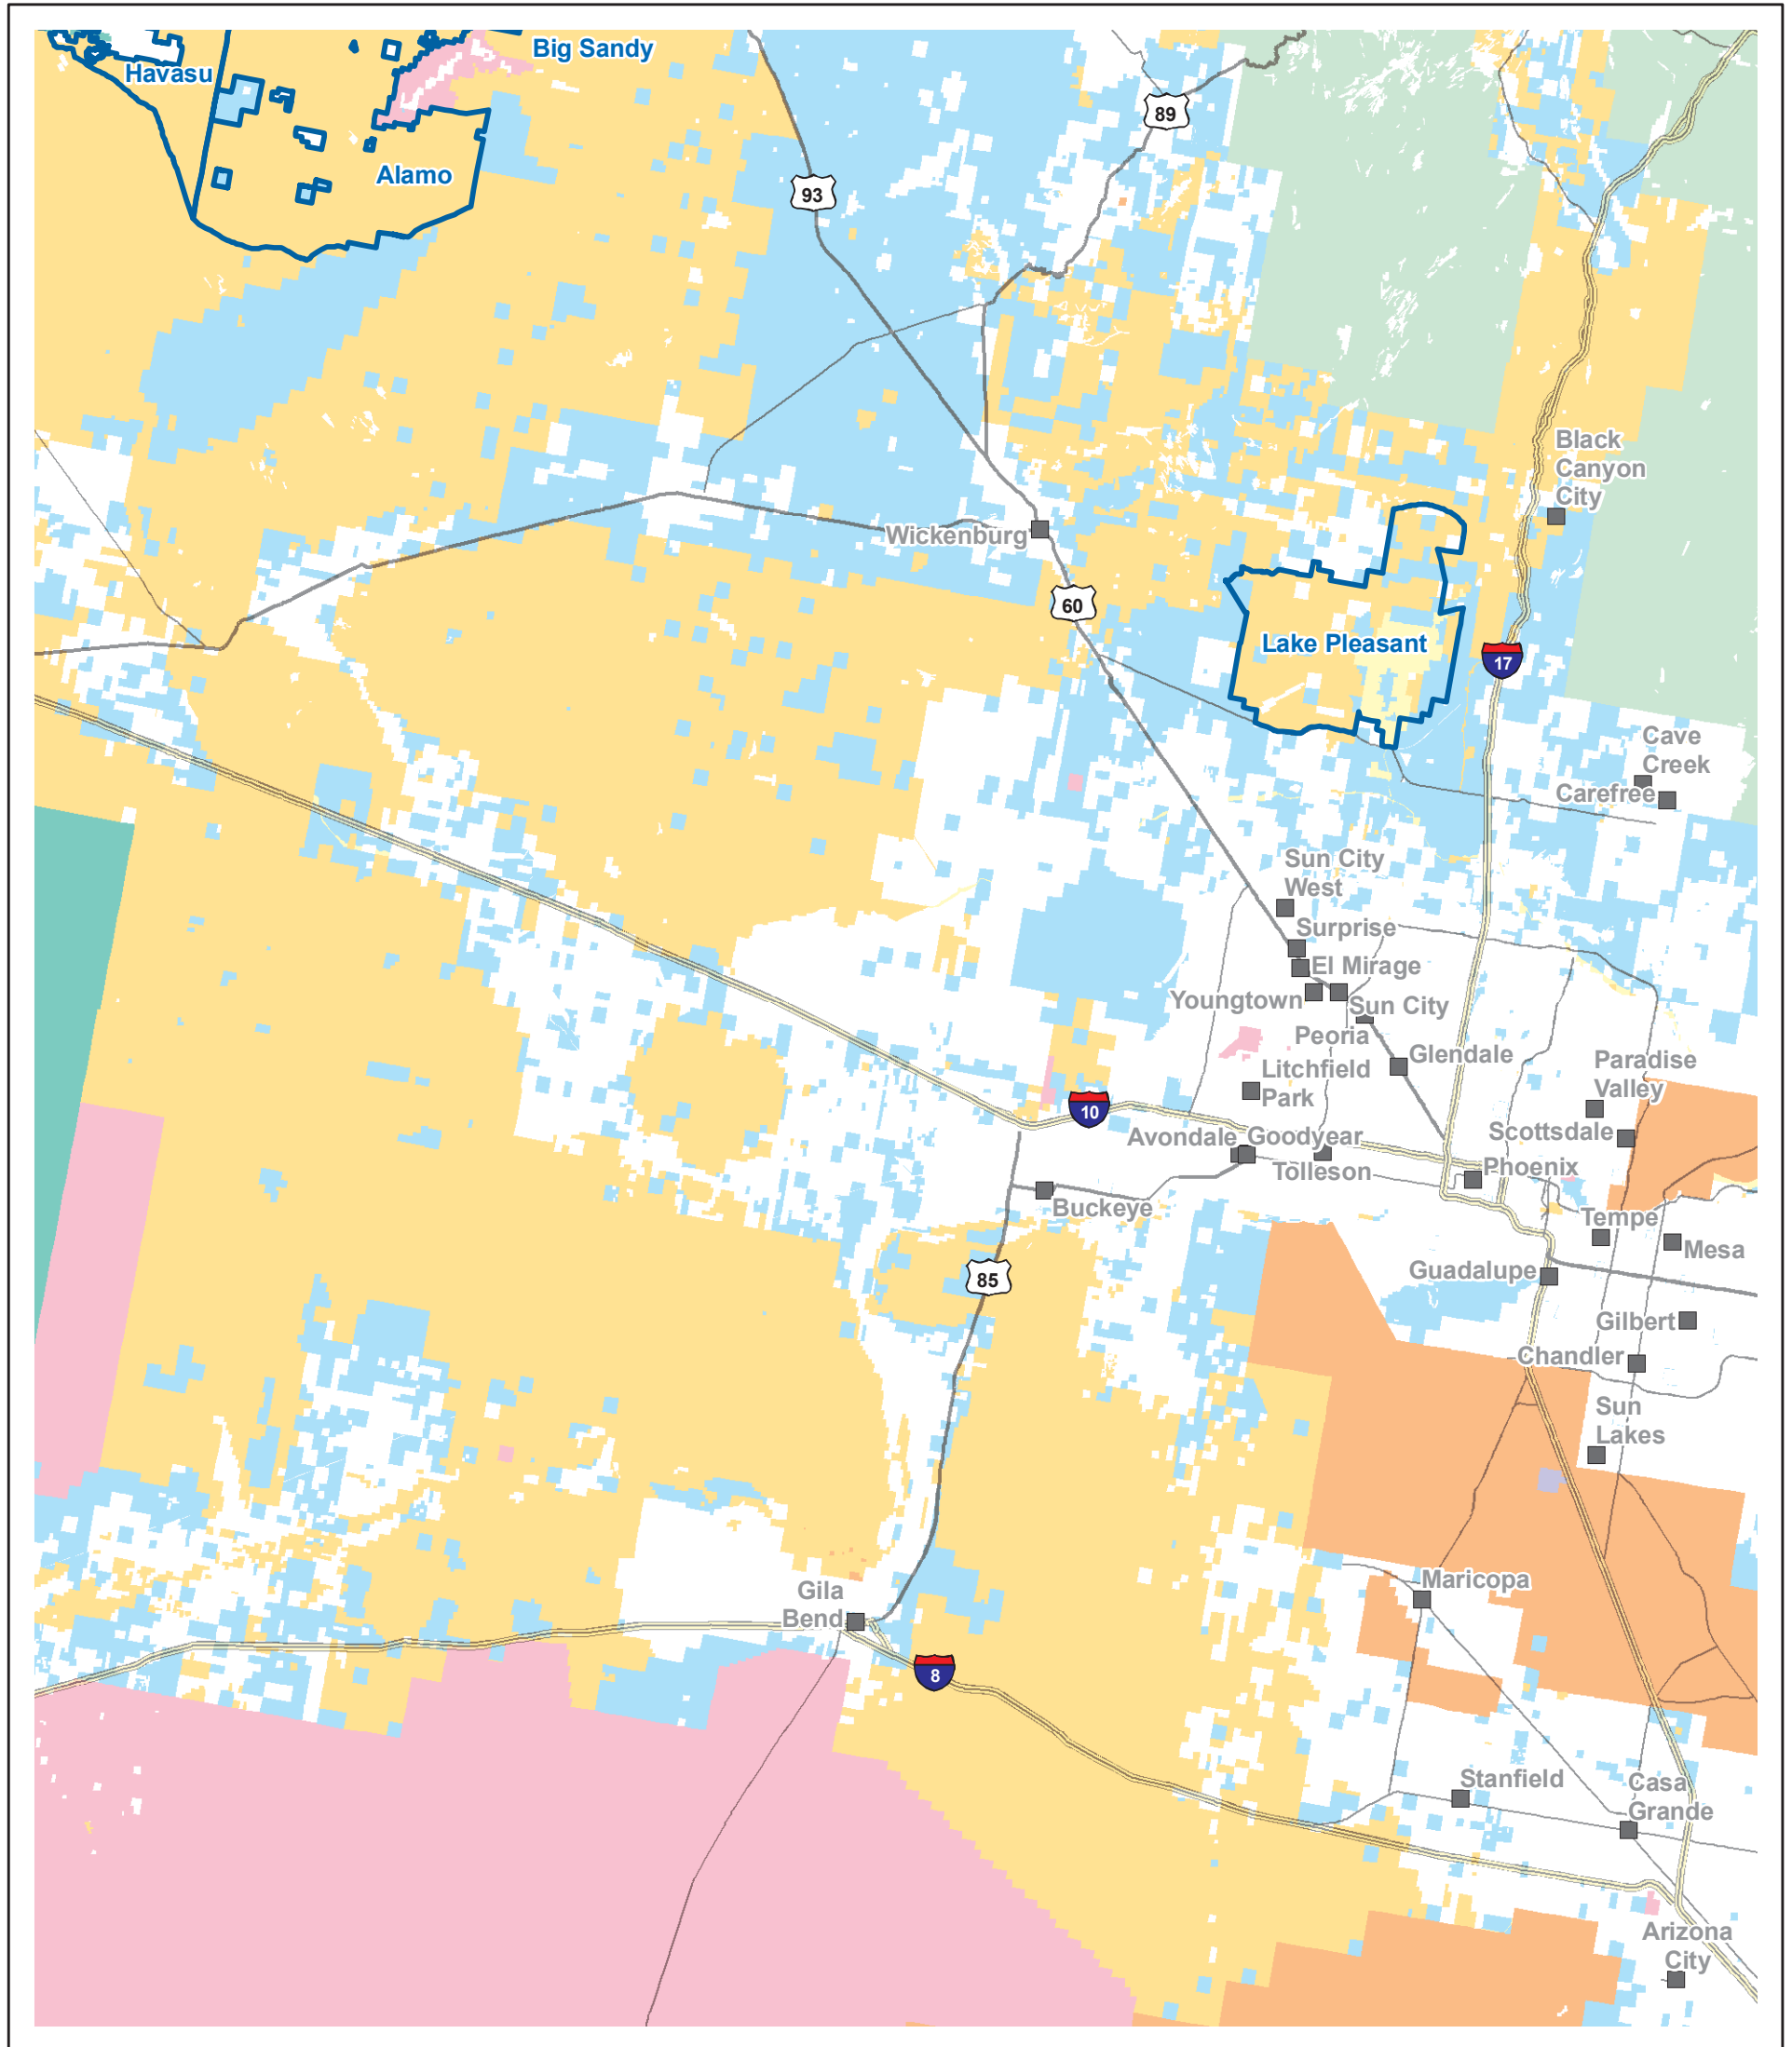 Big Sandy
Havasu
89
Alamo
93
Black
Canyon
City
Wickenburg
60
Lake Pleasant
17
Cave
Creek
Carefree
Sun City
West
Surprise
El Mirage
Youngtown
Sun City
Peoria
Glendale
Paradise
Valley
Litchfield
Park
10
Avondale
Goodyear
Scottsdale
Tolleson
Phoenix
Buckeye
Tempe
Mesa
85
Guadalupe
Gilbert
Chandler
Sun
Lakes
Maricopa
Gila
Bend
8
Stanfield
Casa
Grande
Arizona
City